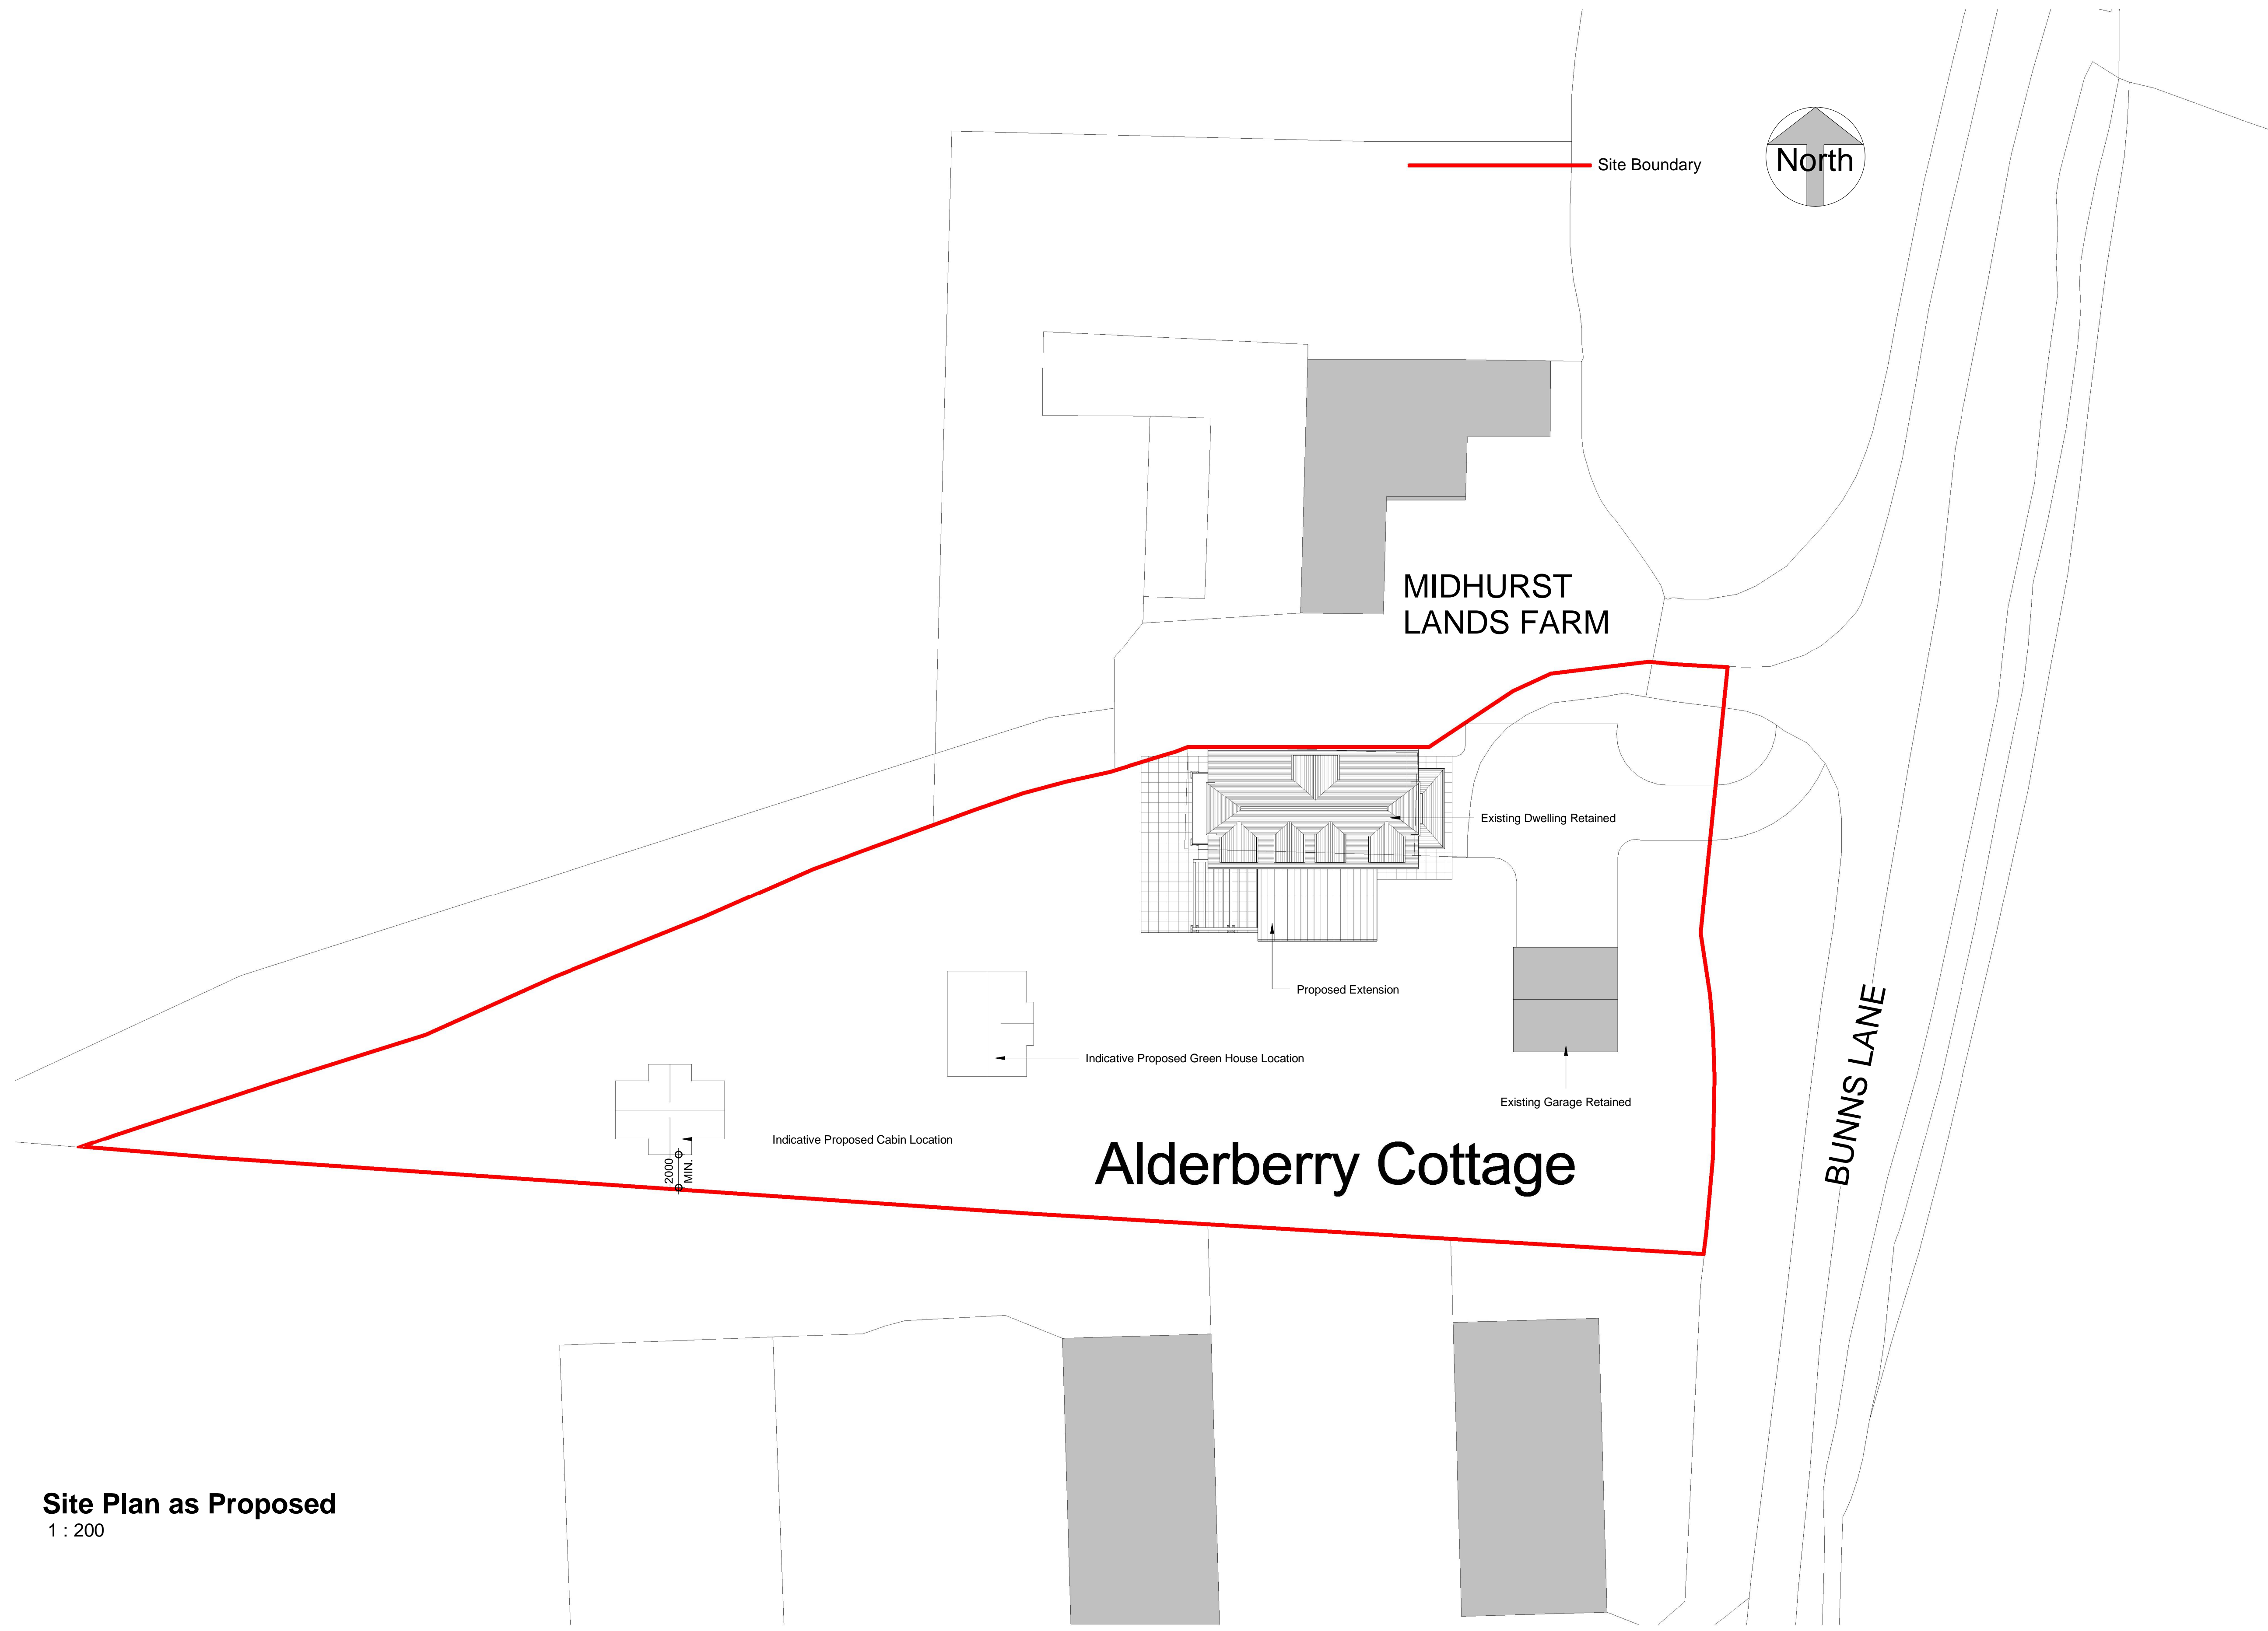 Site Boundary
North
MIDHURST
LANDS FARM
Existing Dwelling Retained
Proposed Extension
Indicative Proposed Green House Location
Existing Garage Retained
Indicative Proposed Cabin Location
2000
MIN.
Alderberry Cottage
BUNNS LANE
Site Plan as Proposed
1 : 200